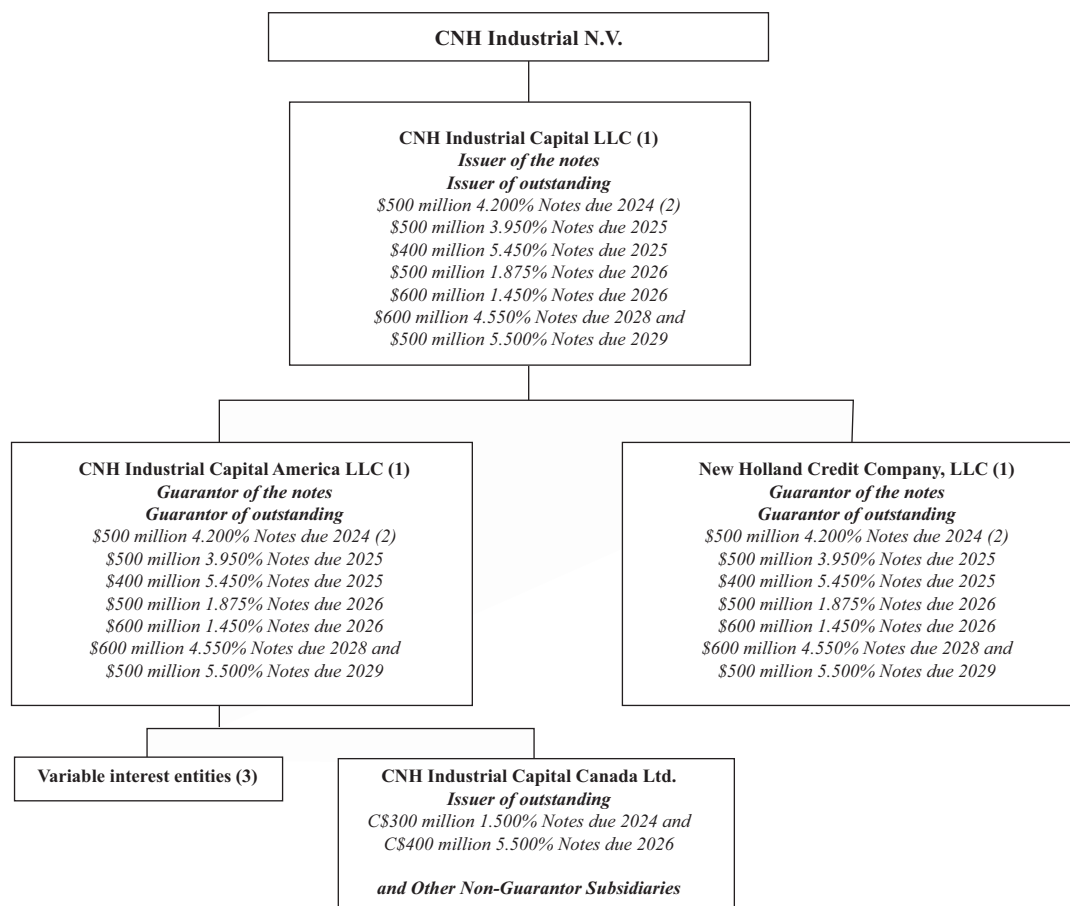 CNH Industrial N.V.
CNH Industrial Capital LLC (1)
Issuer of the notes
Issuer of outstanding
$500 million 4.200% Notes due 2024 (2)
$500 million 3.950% Notes due 2025
$400 million 5.450% Notes due 2025
$500 million 1.875% Notes due 2026
$600 million 1.450% Notes due 2026
$600 million 4.550% Notes due 2028 and
$500 million 5.500% Notes due 2029
CNH Industrial Capital America LLC (1)
Guarantor of the notes
Guarantor of outstanding
$500 million 4.200% Notes due 2024 (2)
$500 million 3.950% Notes due 2025
$400 million 5.450% Notes due 2025
$500 million 1.875% Notes due 2026
$600 million 1.450% Notes due 2026
$600 million 4.550% Notes due 2028 and
$500 million 5.500% Notes due 2029
New Holland Credit Company, LLC (1)
Guarantor of the notes
Guarantor of outstanding
$500 million 4.200% Notes due 2024 (2)
$500 million 3.950% Notes due 2025
$400 million 5.450% Notes due 2025
$500 million 1.875% Notes due 2026
$600 million 1.450% Notes due 2026
$600 million 4.550% Notes due 2028 and
$500 million 5.500% Notes due 2029
Variable interest entities (3)
CNH Industrial Capital Canada Ltd.
Issuer of outstanding
C$300 million 1.500% Notes due 2024 and
C$400 million 5.500% Notes due 2026
and Other Non-Guarantor Subsidiaries